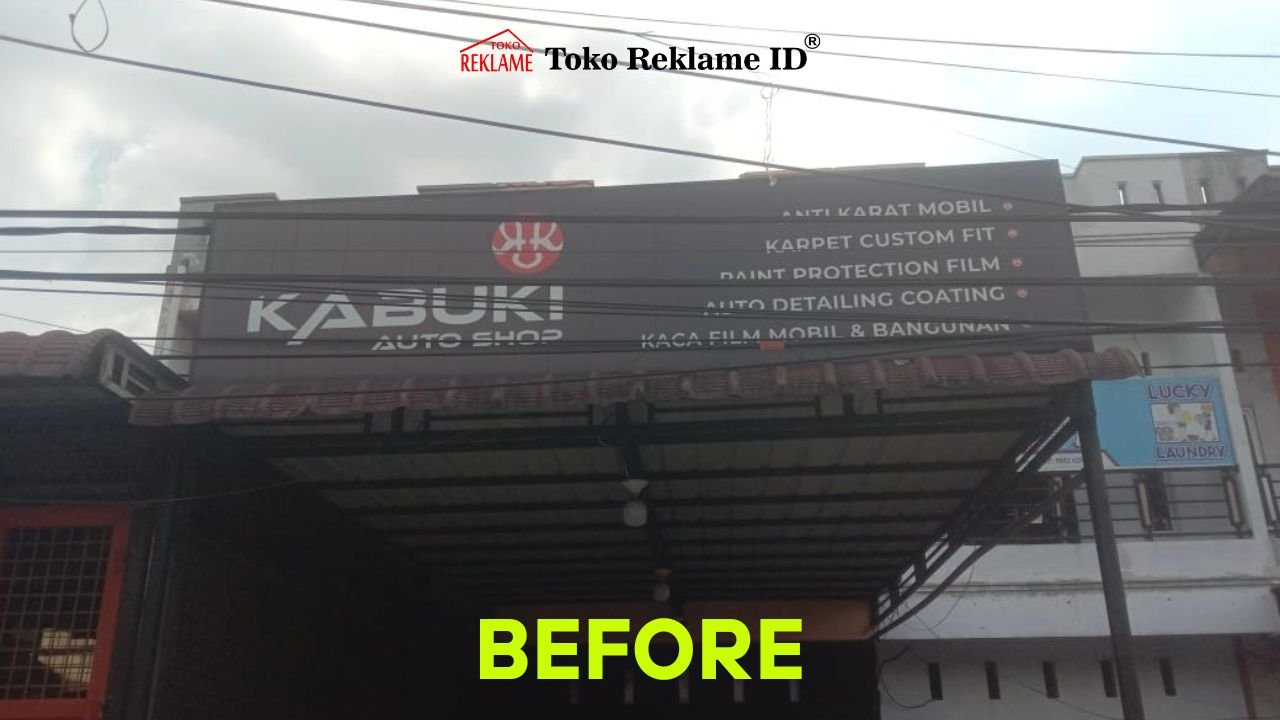 TOKO
REKLAME
Toko Reklame ID®
KABUKI
AUTO SHOP
ANTI KARAT MOBIL
KARPET CUSTOM FIT
PAINT PROTECTION FILM
AUTO DETAILING COATING
KACA FILM MOBIL & BANGUNAN
LUCKY
LAUNDRY
BEFORE